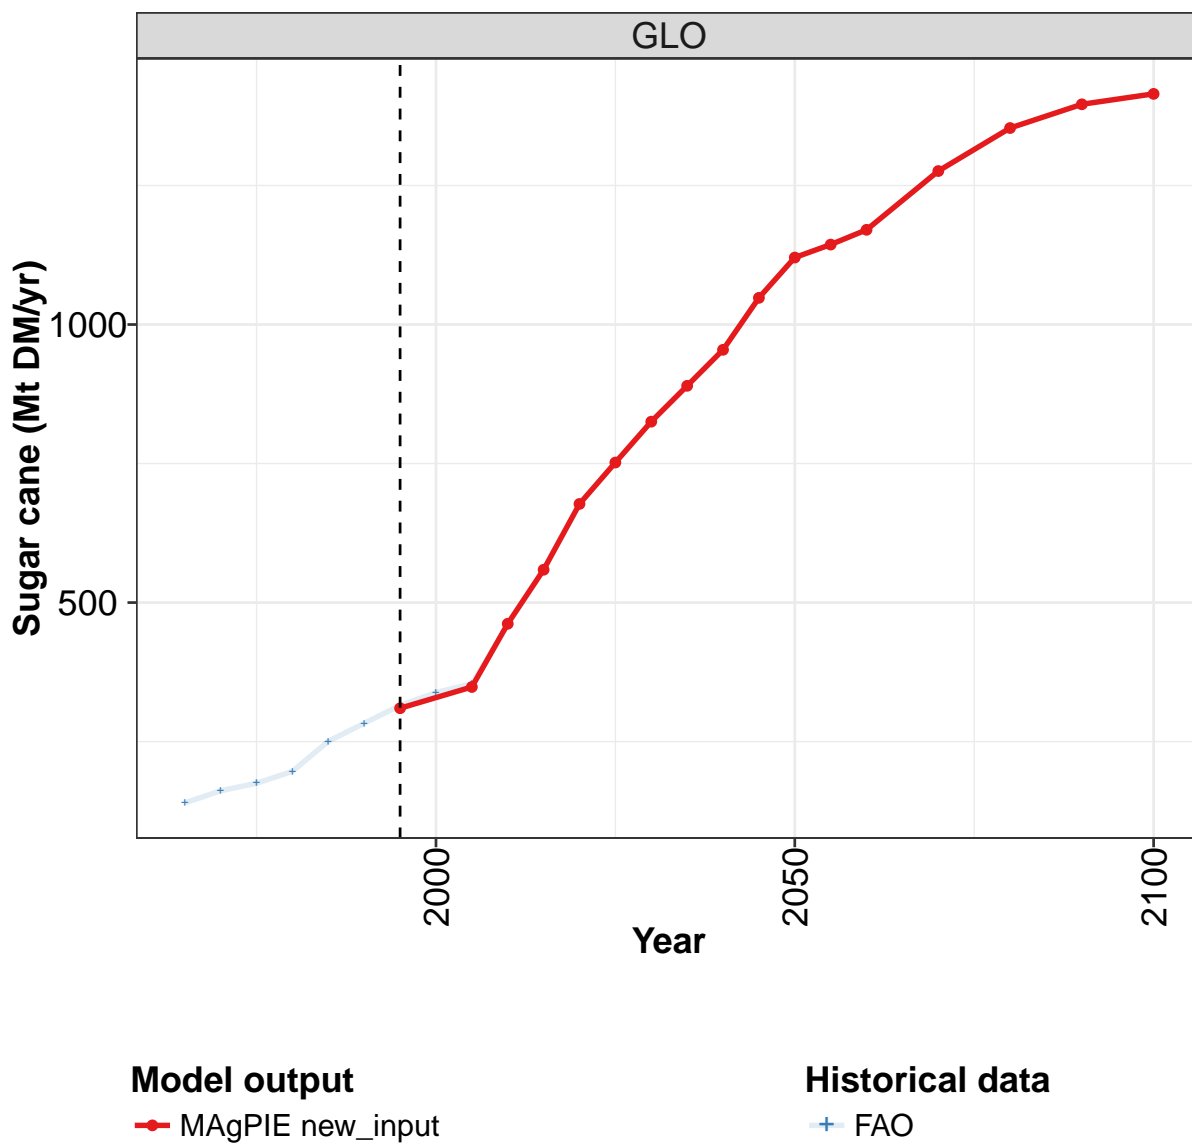 GLO
Sugar cane (Mt DM/yr)
1000
500
2000
2050
2100
Year
Model output
MAgPIE new_input
Historical data
FAO